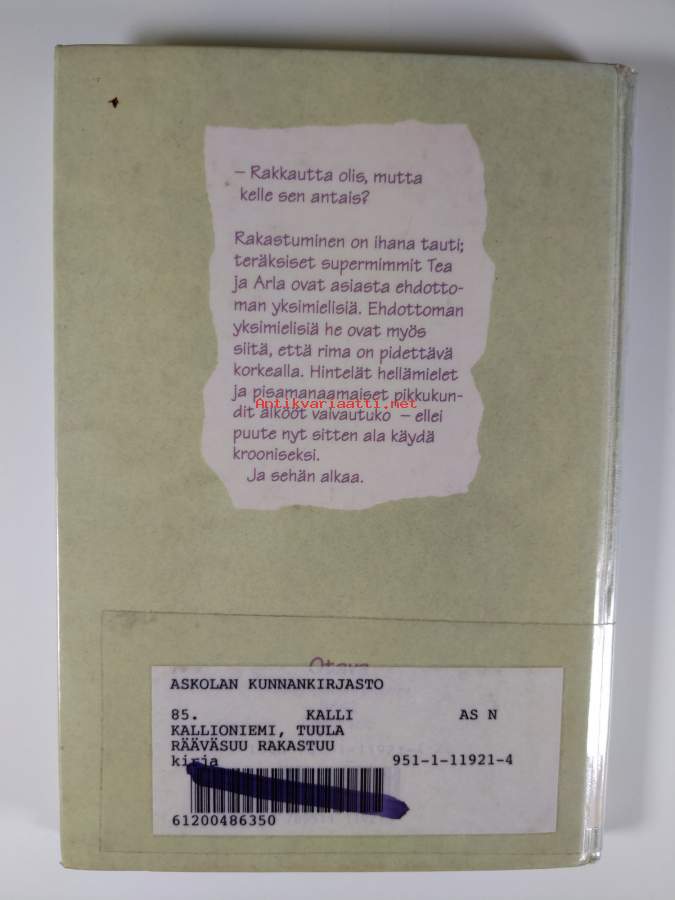 – Rakkautta olis, mutta
kelle sen antais?
Rakastuminen on ihana tauti;
teräksiset supermimmit Tea
ja Arla ovat asiasta ehdotto-
man yksimielisiä. Ehdottoman
yksimielisiä he ovat myös
siitä, että rima on pidettävä
korkealla. Hintelät hellämielet
ja pisamanaamaiset pikkukun-
Antikvariaatti.net
dit älkööt vaivautuko – ellei
puute nyt sitten ala käydä
krooniseksi.
Ja sehän alkaa.
Otava
ASKOLAN KUNNANKIRJASTO
85. KALLI AS N
KALLIONIEMI, TUULA
RÄÄVÄSUU RAKASTUU
kirja 951-1-11921-4
61200486350